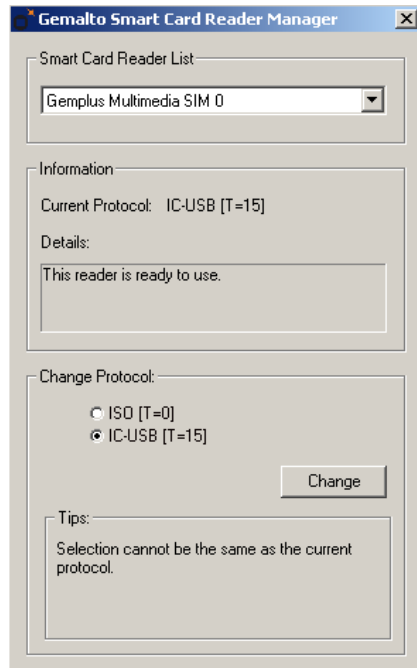 Gemalto Smart Card Reader Manager
Smart Card Reader List
Gemplus Multimedia SIM 0
Information
Current Protocol: IC-USB [T=15]
Details:
This reader is ready to use.
Change Protocol:
ISO [T=0]
IC-USB [T=15]
Change
Tips:
Selection cannot be the same as the current
protocol.